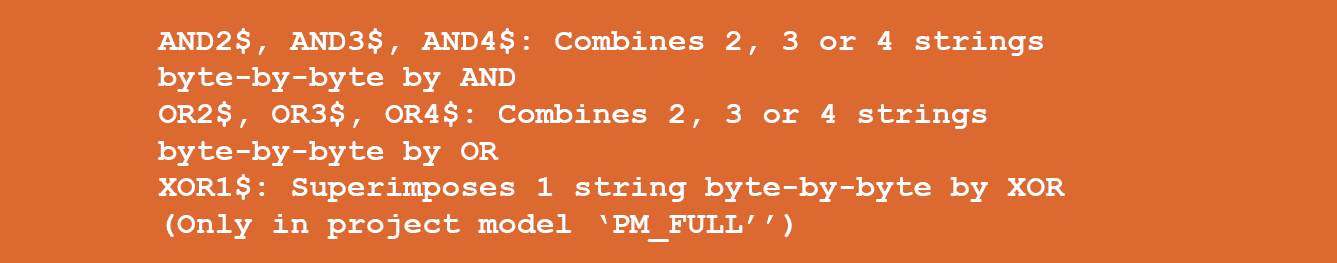 AND2$, AND3$, AND4$: Combines 2, 3 or 4 strings
byte-by-byte by AND
OR2$, OR3$, OR4$: Combines 2, 3 or 4 strings
byte-by-byte by OR
XOR1$: Superimposes 1 string byte-by-byte by XOR
(Only in project model ‘PM_FULL’’)